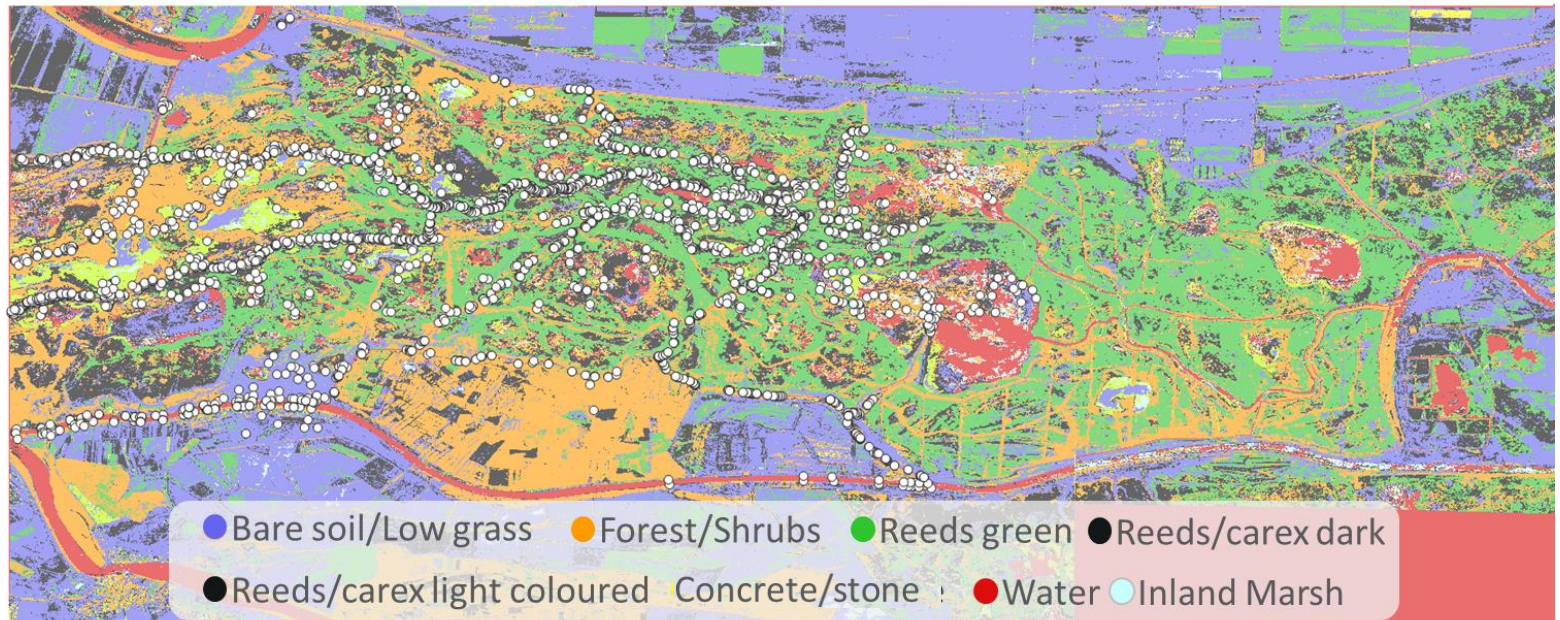 Bare soil/Low grass Forest/Shrubs Reeds green Reeds/carex dark
Reeds/carex light coloured Concrete/stone : Water Inland Marsh